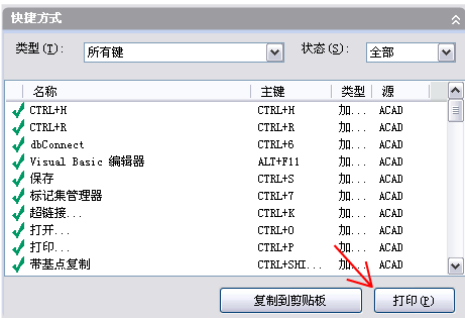 快捷方式
类型(T): 所有键 状态(S): 全部
名称 主键 类型 源
CTRL+H CTRL+H 加... ACAD
CTRL+R CTRL+R 加... ACAD
dbConnect CTRL+6 加... ACAD
Visual Basic 编辑器 ALT+F11 加... ACAD
保存 CTRL+S 加... ACAD
标记集管理器 CTRL+7 加... ACAD
超链接... CTRL+K 加... ACAD
打开... CTRL+O 加... ACAD
打印... CTRL+P 加... ACAD
带基点复制 CTRL+SHI... 加... ACAD
复制到剪贴板 打印(P)